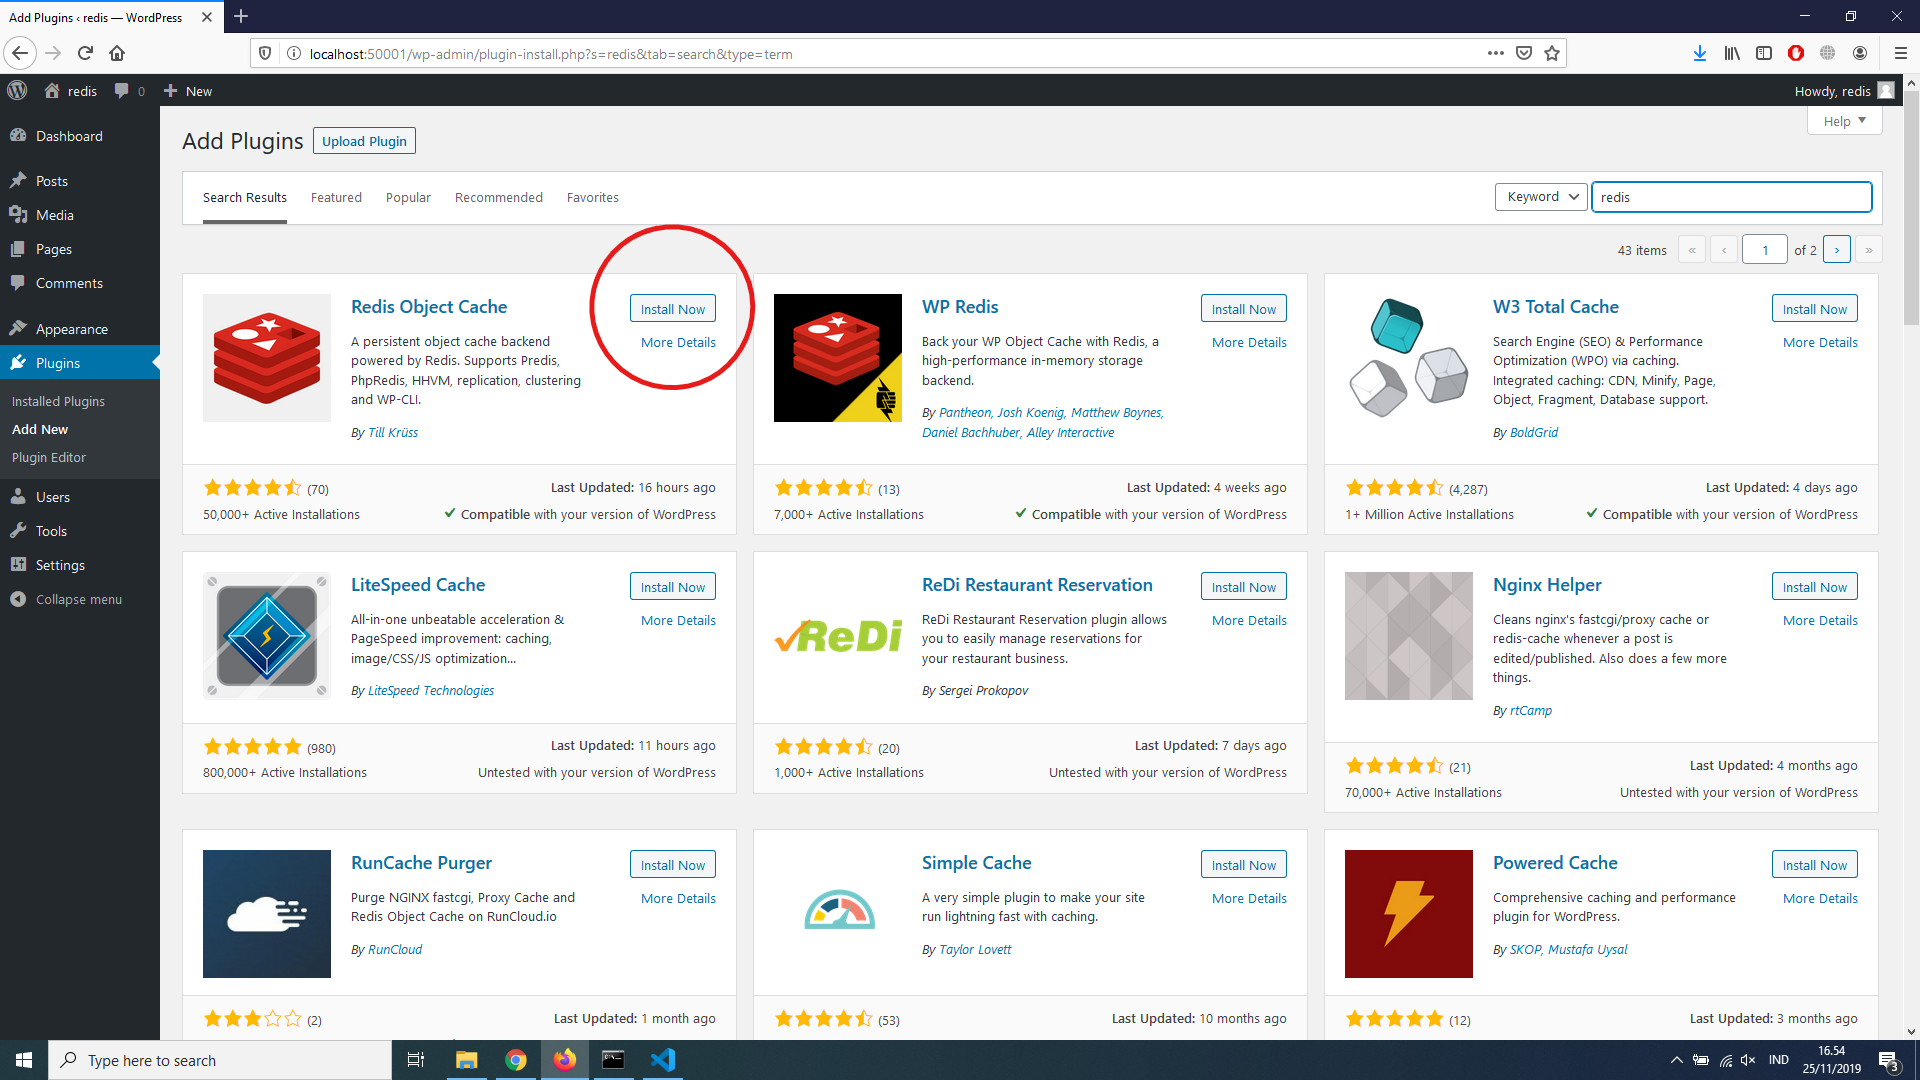 Add Plugins ‹ redis — WordPress
localhost:50001/wp-admin/plugin-install.php?s=redis&tab=search&type=term
redis 0 New
Howdy, redis
Dashboard
Posts
Media
Pages
Comments
Appearance
Plugins
Installed Plugins
Add New
Plugin Editor
Users
Tools
Settings
Collapse menu
Help
Add Plugins Upload Plugin
Search Results Featured Popular Recommended Favorites
Keyword redis
43 items « ‹ 1 of 2 › »
Redis Object Cache
Install Now
More Details
A persistent object cache backend
powered by Redis. Supports Predis,
PhpRedis, HHVM, replication, clustering
and WP-CLI.
By Till Krüss
(70)
Last Updated: 16 hours ago
50,000+ Active Installations
Compatible with your version of WordPress
WP Redis
Install Now
More Details
Back your WP Object Cache with Redis, a
high-performance in-memory storage
backend.
By Pantheon, Josh Koenig, Matthew Boynes,
Daniel Bachhuber, Alley Interactive
(13)
Last Updated: 4 weeks ago
7,000+ Active Installations
Compatible with your version of WordPress
W3 Total Cache
Install Now
More Details
Search Engine (SEO) & Performance
Optimization (WPO) via caching.
Integrated caching: CDN, Minify, Page,
Object, Fragment, Database support.
By BoldGrid
(4,287)
Last Updated: 4 days ago
1+ Million Active Installations
Compatible with your version of WordPress
LiteSpeed Cache
Install Now
More Details
All-in-one unbeatable acceleration &
PageSpeed improvement: caching,
image/CSS/JS optimization...
By LiteSpeed Technologies
(980)
Last Updated: 11 hours ago
800,000+ Active Installations
Untested with your version of WordPress
ReDi
ReDi Restaurant Reservation
Install Now
More Details
ReDi Restaurant Reservation plugin allows
you to easily manage reservations for
your restaurant business.
By Sergei Prokopov
(20)
Last Updated: 7 days ago
1,000+ Active Installations
Untested with your version of WordPress
Nginx Helper
Install Now
More Details
Cleans nginx's fastcgi/proxy cache or
redis-cache whenever a post is
edited/published. Also does a few more
things.
By rtCamp
(21)
Last Updated: 4 months ago
70,000+ Active Installations
Untested with your version of WordPress
RunCache Purger
Install Now
More Details
Purge NGINX fastcgi, Proxy Cache and
Redis Object Cache on RunCloud.io
By RunCloud
(2)
Last Updated: 1 month ago
Simple Cache
Install Now
More Details
A very simple plugin to make your site
run lightning fast with caching.
By Taylor Lovett
(53)
Last Updated: 10 months ago
Powered Cache
Install Now
More Details
Comprehensive caching and performance
plugin for WordPress.
By SKOP, Mustafa Uysal
(12)
Last Updated: 3 months ago
Type here to search
IND
16.54
25/11/2019
3